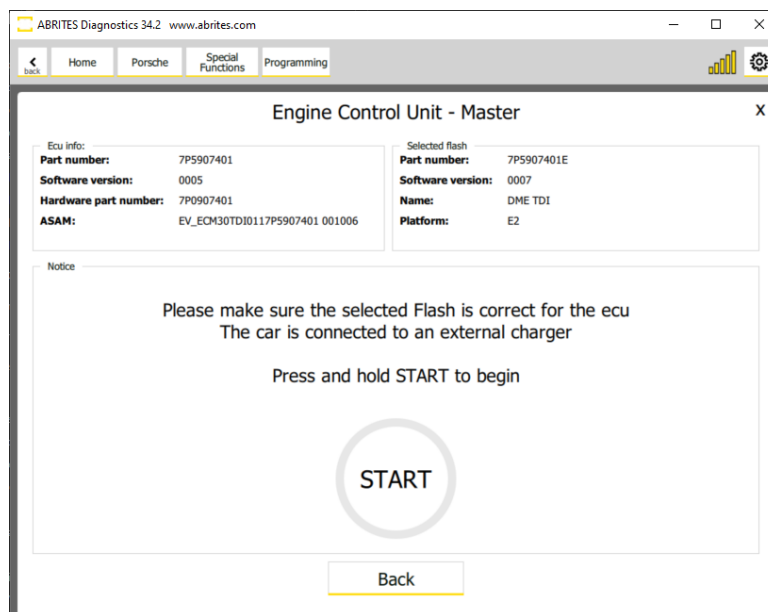 ABRITES Diagnostics 34.2 www.abrites.com
back
Home
Porsche
Special
Functions
Programming
Engine Control Unit - Master
X
Ecu info:
Part number: 7P5907401
Software version: 0005
Hardware part number: 7P0907401
ASAM: EV_ECM30TDI0117P5907401 001006
Selected flash
Part number: 7P5907401E
Software version: 0007
Name: DME TDI
Platform: E2
Notice
Please make sure the selected Flash is correct for the ecu
The car is connected to an external charger
Press and hold START to begin
START
Back